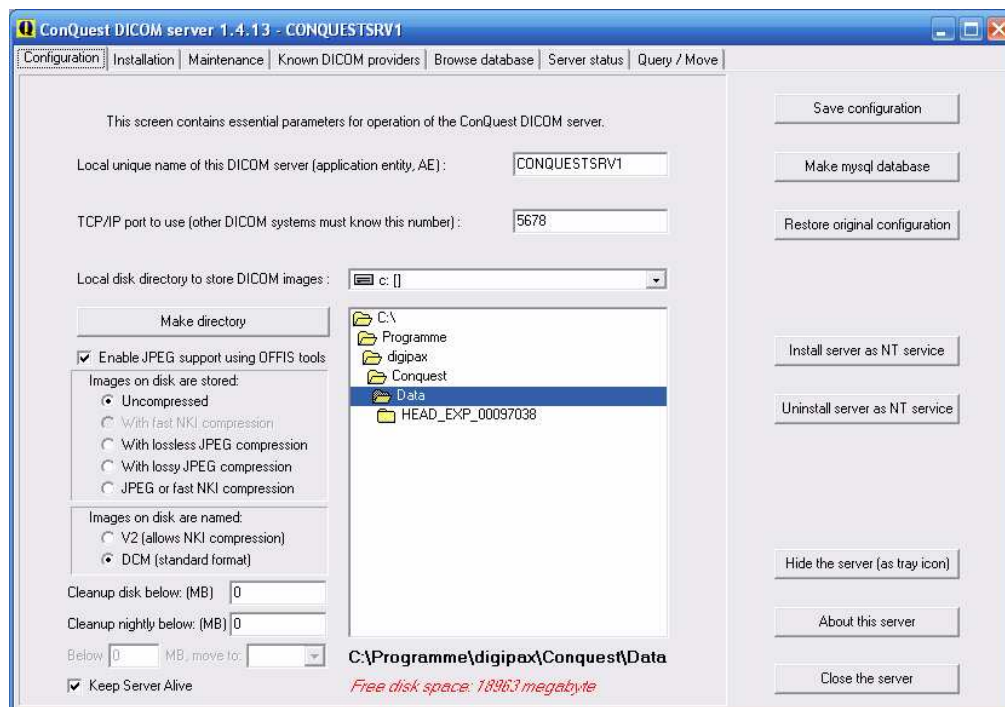 ConQuest DICOM server 1.4.13 - CONQUESTSRV1
Configuration Installation Maintenance Known DICOM providers Browse database Server status Query / Move
This screen contains essential parameters for operation of the ConQuest DICOM server.
Local unique name of this DICOM server (application entity, AE) : CONQUESTSRV1
TCP/IP port to use (other DICOM systems must know this number) : 5678
Local disk directory to store DICOM images : c: []
Make directory
Enable JPEG support using OFFIS tools
Images on disk are stored:
Uncompressed
With fast NKI compression
With lossless JPEG compression
With lossy JPEG compression
JPEG or fast NKI compression
Images on disk are named:
V2 (allows NKI compression)
DCM (standard format)
Cleanup disk below: (MB) 0
Cleanup nightly below: (MB) 0
Below 0 MB, move to:
Keep Server Alive
C:\
Programme
digipax
Conquest
Data
HEAD_EXP_00097038
C:\Programme\digipax\Conquest\Data
Free disk space: 18963 megabyte
Save configuration
Make mysql database
Restore original configuration
Install server as NT service
Uninstall server as NT service
Hide the server (as tray icon)
About this server
Close the server